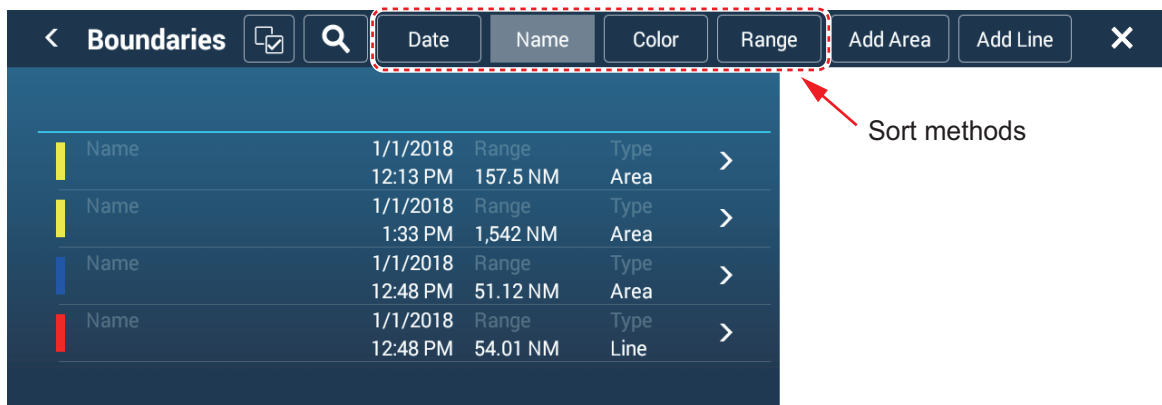 Boundaries Date Name Color Range Add Area Add Line
Sort methods
Name 1/1/2018 Range Type
12:13 PM 157.5 NM Area
Name 1/1/2018 Range Type
1:33 PM 1,542 NM Area
Name 1/1/2018 Range Type
12:48 PM 51.12 NM Area
Name 1/1/2018 Range Type
12:48 PM 54.01 NM Line